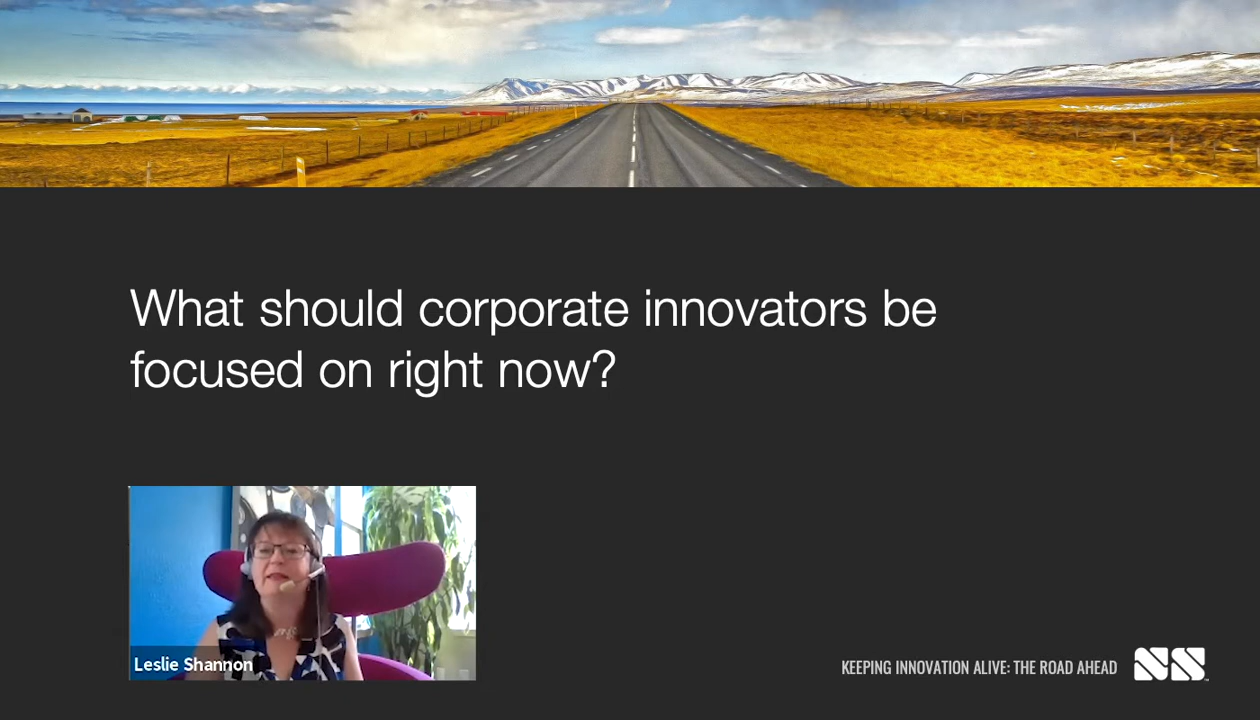 What should corporate innovators be
focused on right now?
Leslie Shannon
KEEPING INNOVATION ALIVE: THE ROAD AHEAD